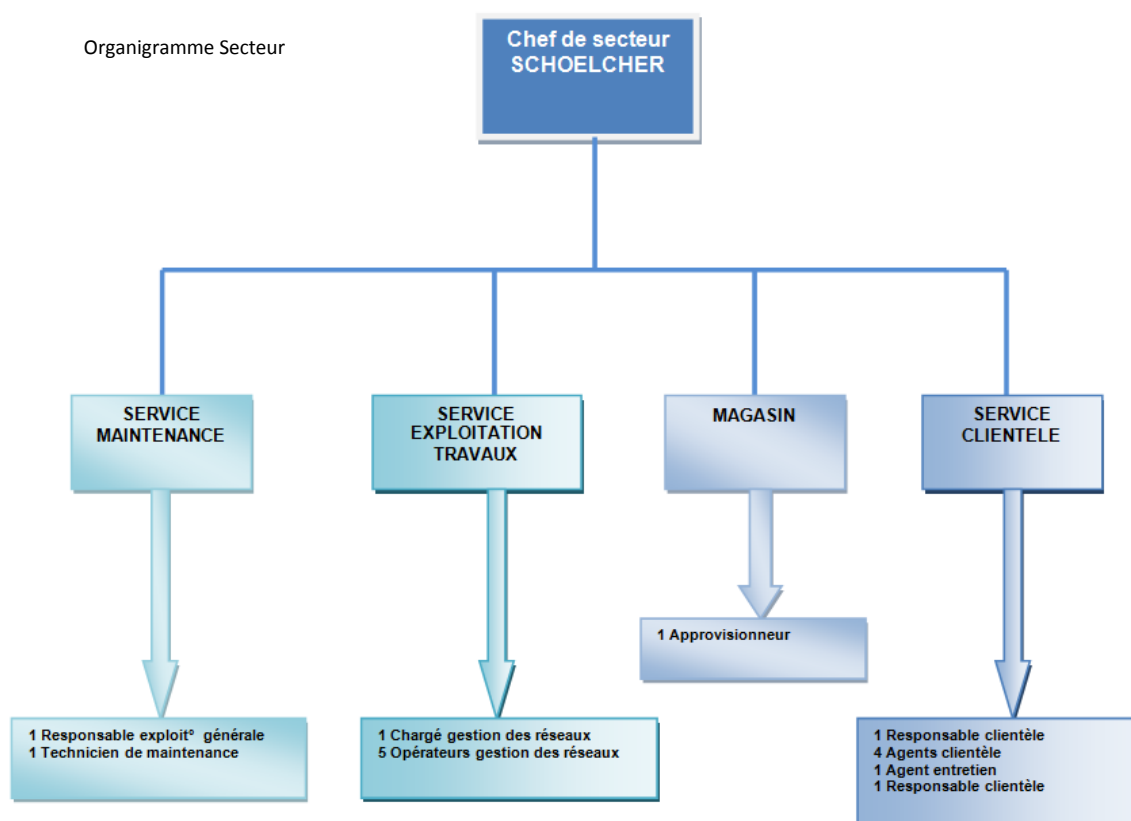 Organigramme Secteur
Chef de secteur
SCHOELCHER
SERVICE
MAINTENANCE
SERVICE
EXPLOITATION
TRAVAUX
MAGASIN
SERVICE
CLIENTELE
1 Approvisionneur
1 Responsable exploit° générale
1 Technicien de maintenance
1 Chargé gestion des réseaux
5 Opérateurs gestion des réseaux
1 Responsable clientèle
4 Agents clientèle
1 Agent entretien
1 Responsable clientèle